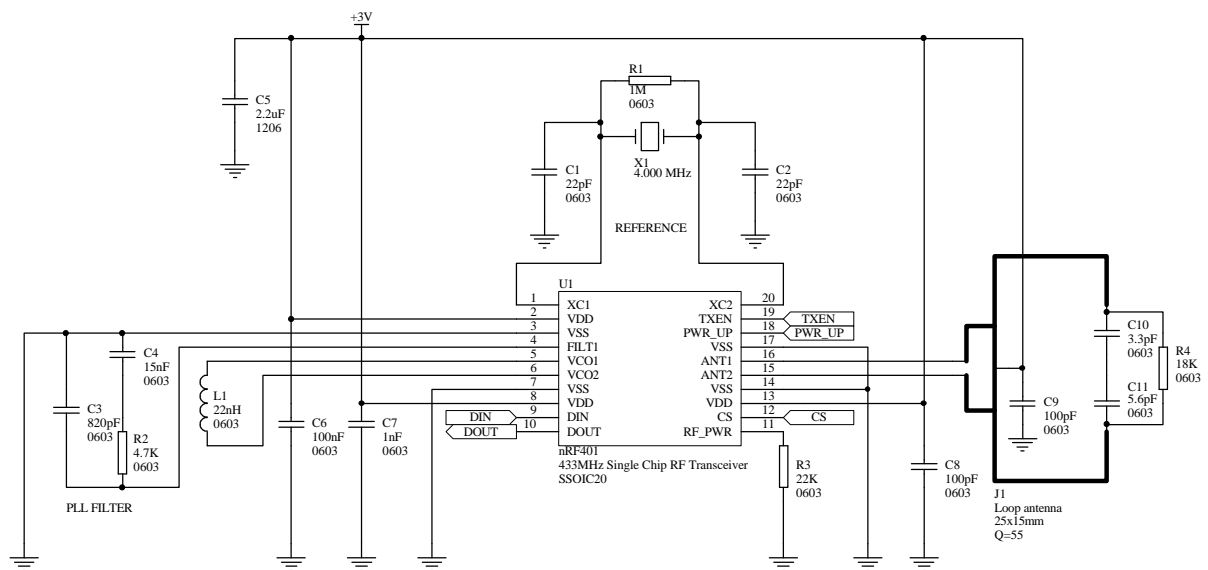 +3V
C5
2.2uF
1206
R1
1M
0603
C1
22pF
0603
X1
4.000 MHz
C2
22pF
0603
REFERENCE
U1
1 XC1 XC2 20
2 VDD TXEN 19 TXEN
3 VSS PWR_UP 18 PWR_UP
4 FILT1 VSS 17
5 VCO1 ANT1 16
6 VCO2 ANT2 15
7 VSS VSS 14
8 VDD VDD 13
DIN 9 DIN CS 12 CS
DOUT 10 DOUT RF_PWR 11
nRF401
433MHz Single Chip RF Transceiver
SSOIC20
C4
15nF
0603
C3
820pF
0603
R2
4.7K
0603
PLL FILTER
L1
22nH
0603
C6
100nF
0603
C7
1nF
0603
R3
22K
0603
C8
100pF
0603
C9
100pF
0603
C10
3.3pF
0603
C11
5.6pF
0603
R4
18K
0603
J1
Loop antenna
25x15mm
Q=55